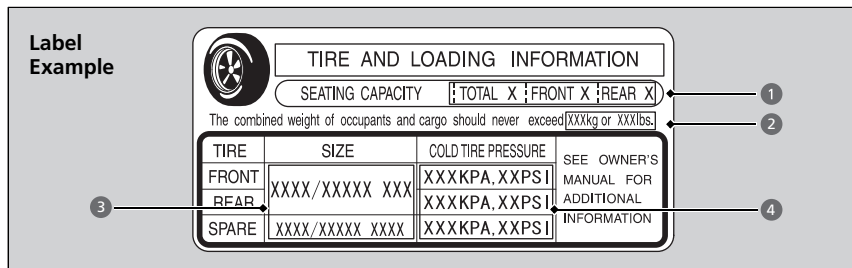 Label
Example
TIRE AND LOADING INFORMATION
SEATING CAPACITY TOTAL X FRONT X REAR X
1
The combined weight of occupants and cargo should never exceed XXXkg or XXXlbs.
2
TIRE SIZE COLD TIRE PRESSURE SEE OWNER'S MANUAL FOR ADDITIONAL INFORMATION
FRONT XXXX/XXXXX XXX XXXKPA,XXPSI
REAR XXXKPA,XXPSI
3
4
SPARE XXXX/XXXXX XXXX XXXKPA,XXPSI